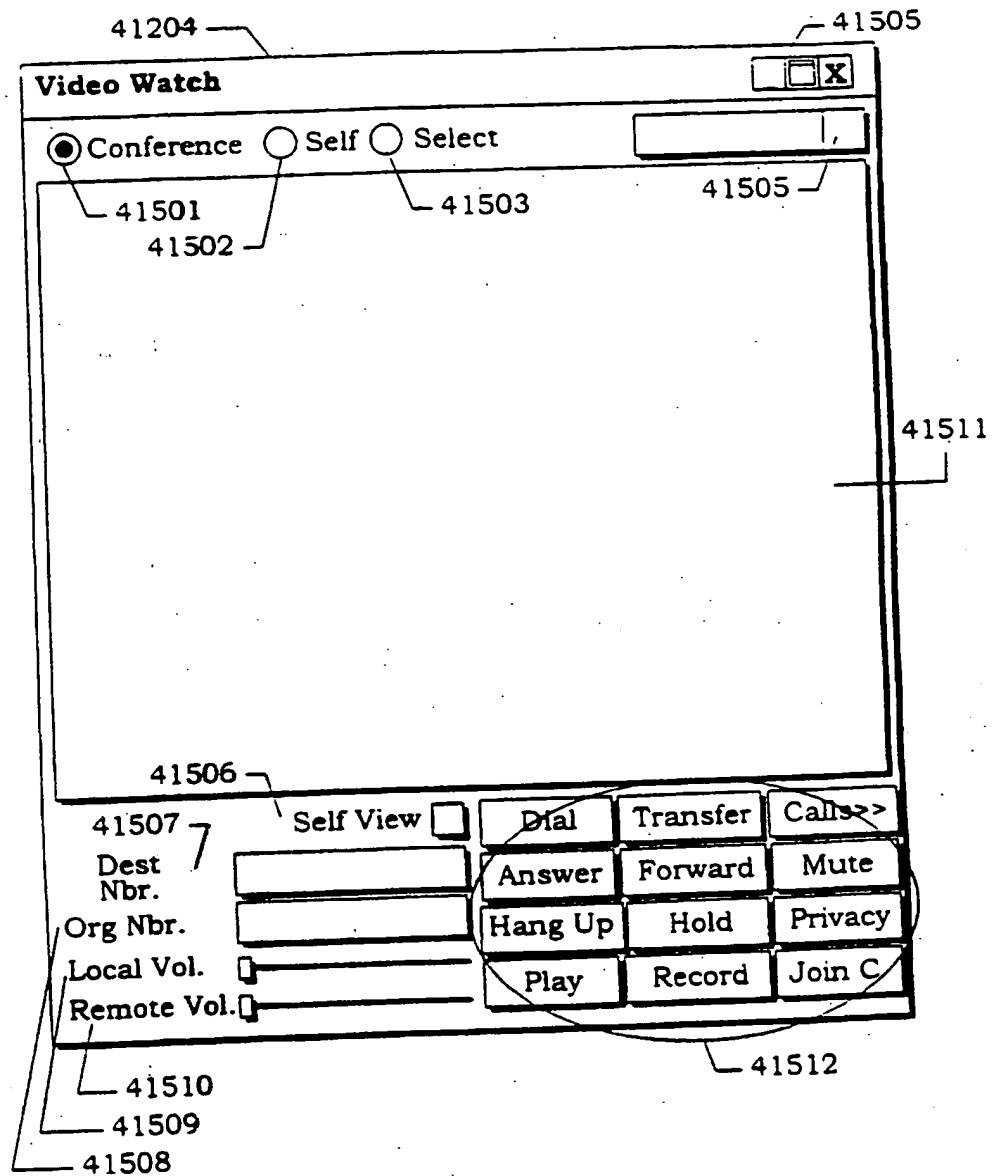 41204
41505
Video Watch
X
Conference Self Select
41505
41501
41503
41502
41511
41506
Self View
Dial Transfer Calls>>
41507
Dest
Nbr.
Answer Forward Mute
Org Nbr.
Hang Up Hold Privacy
Local Vol.
Play Record Join C
Remote Vol.
41512
41510
41509
41508